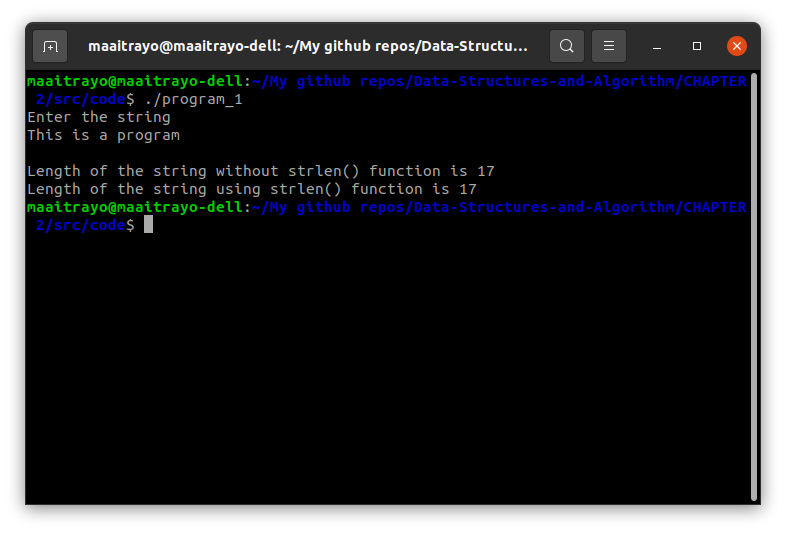 maaitrayo@maaitrayo-dell: ~/My github repos/Data-Structu...
maaitrayo@maaitrayo-dell:~/My github repos/Data-Structures-and-Algorithm/CHAPTER
 2/src/code$ ./program_1
Enter the string
This is a program

Length of the string without strlen() function is 17
Length of the string using strlen() function is 17
maaitrayo@maaitrayo-dell:~/My github repos/Data-Structures-and-Algorithm/CHAPTER
 2/src/code$